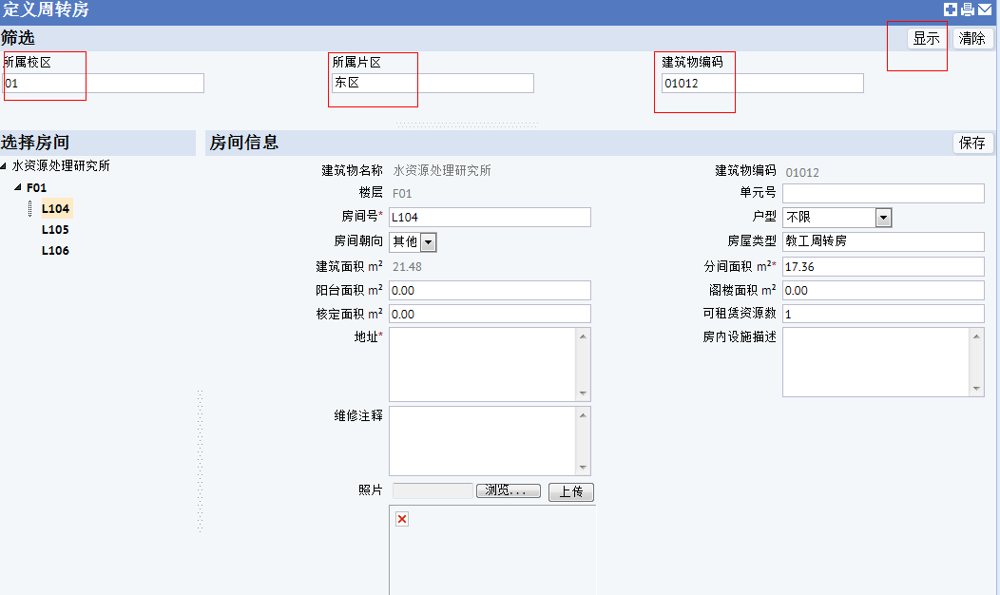 定义周转房
筛选
显示
清除
所属校区
所属片区
建筑物编码
01
东区
01012
选择房间
房间信息
保存
水资源处理研究所
F01
L104
L105
L106
建筑物名称 水资源处理研究所
建筑物编码 01012
楼层 F01
单元号
房间号* L104
户型 不限
房间朝向 其他
房屋类型 教工周转房
建筑面积 m² 21.48
分间面积 m²* 17.36
阳台面积 m² 0.00
阁楼面积 m² 0.00
核定面积 m² 0.00
可租赁资源数 1
地址*
房内设施描述
维修注释
照片 浏览... 上传